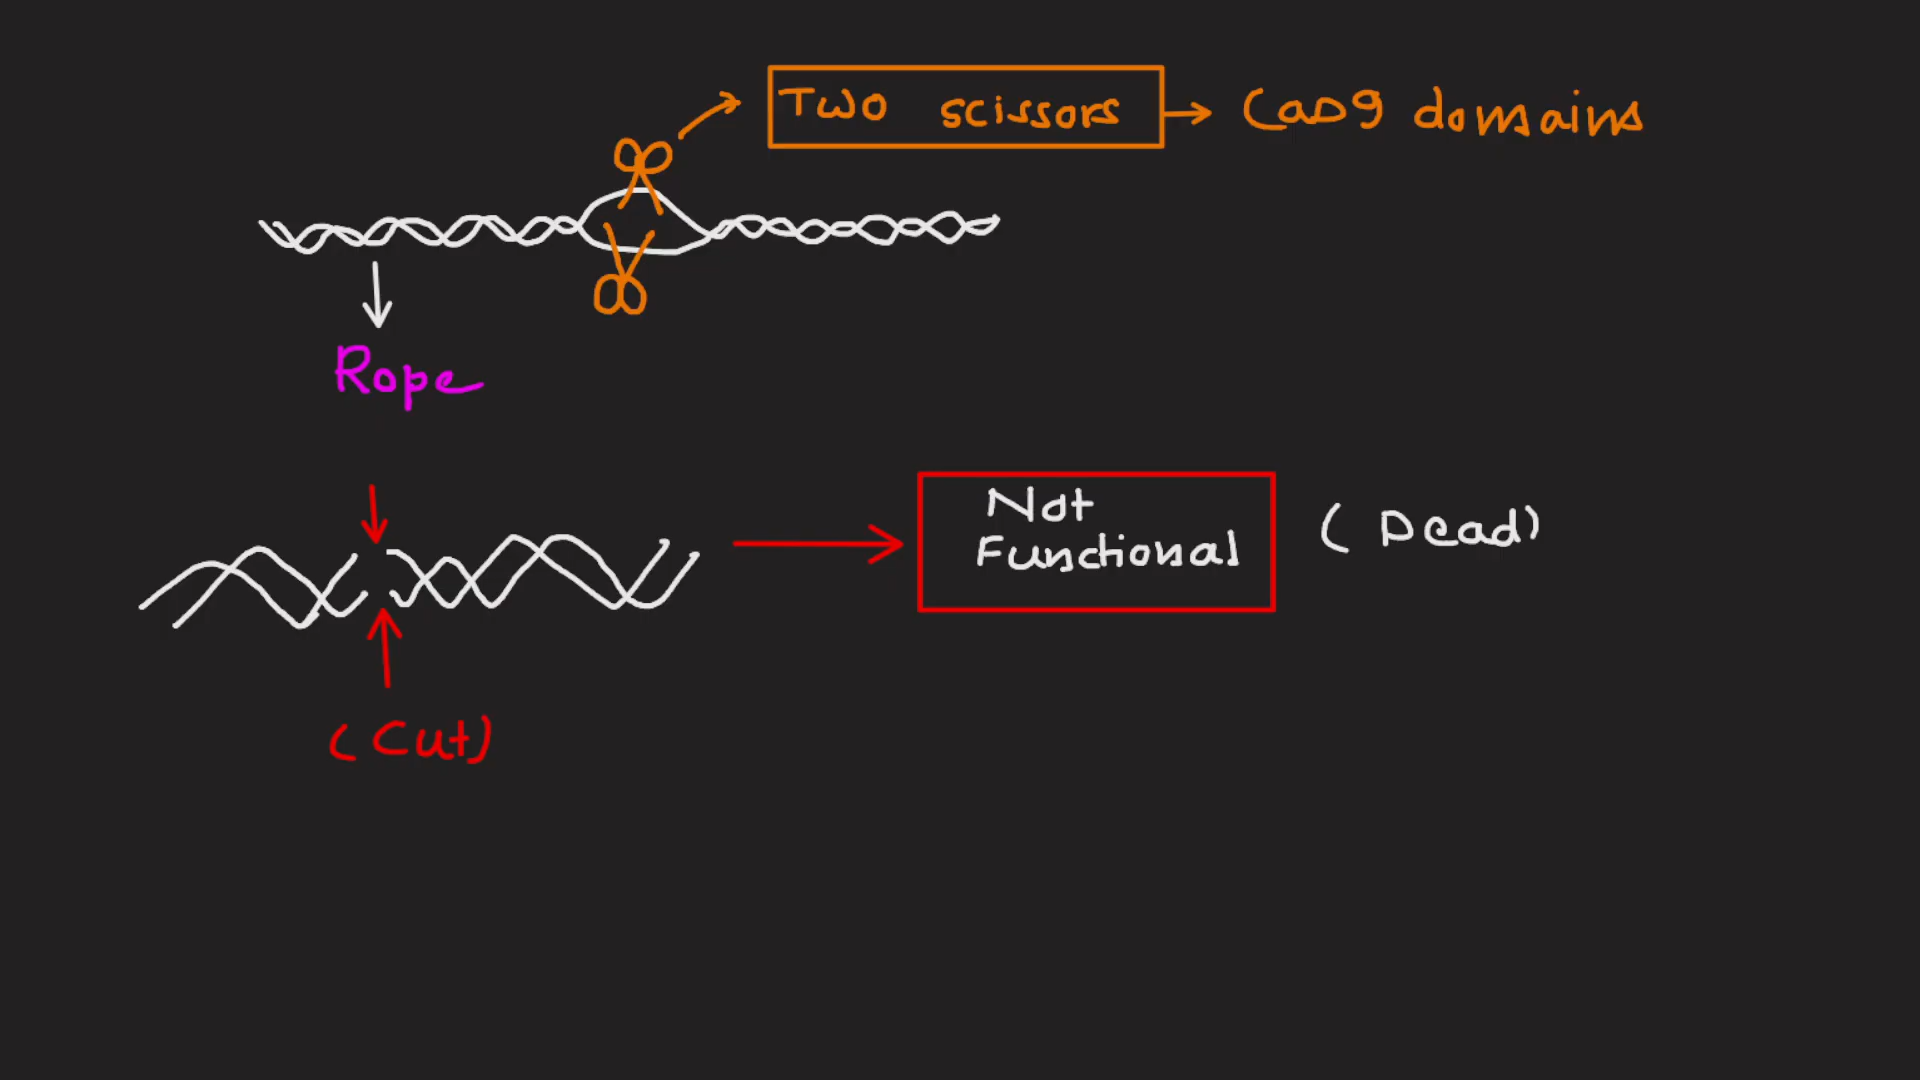 Two scissors → Cas9 domains
Rope
Not
Functional
(Dead)
(Cut)